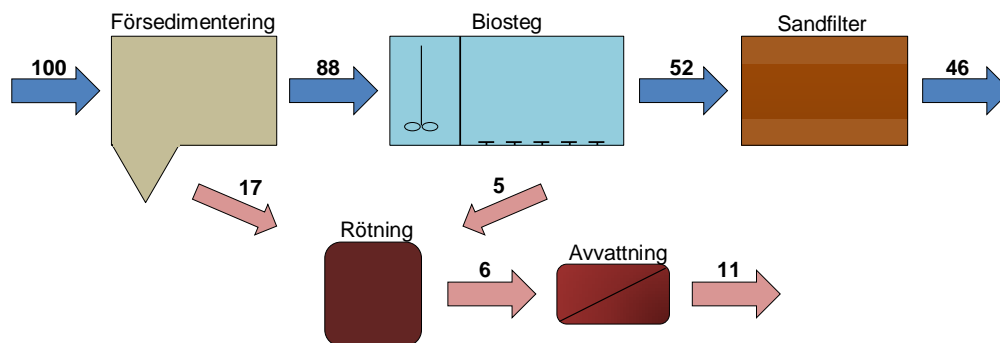 Försedimentering
Biosteg
Sandfilter
100
88
52
46
17
5
Rötning
Avvattning
6
11